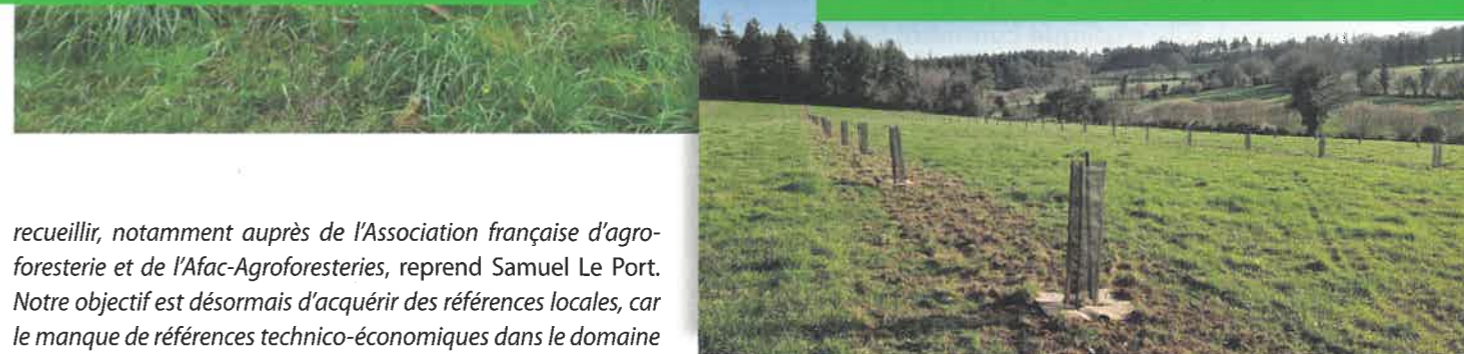 recueillir, notamment auprès de l'Association française d'agro-
foresterie et de l'Afac-Agroforesteries, reprend Samuel Le Port.
Notre objectif est désormais d'acquérir des références locales, car
le manque de références technico-économiques dans le domaine